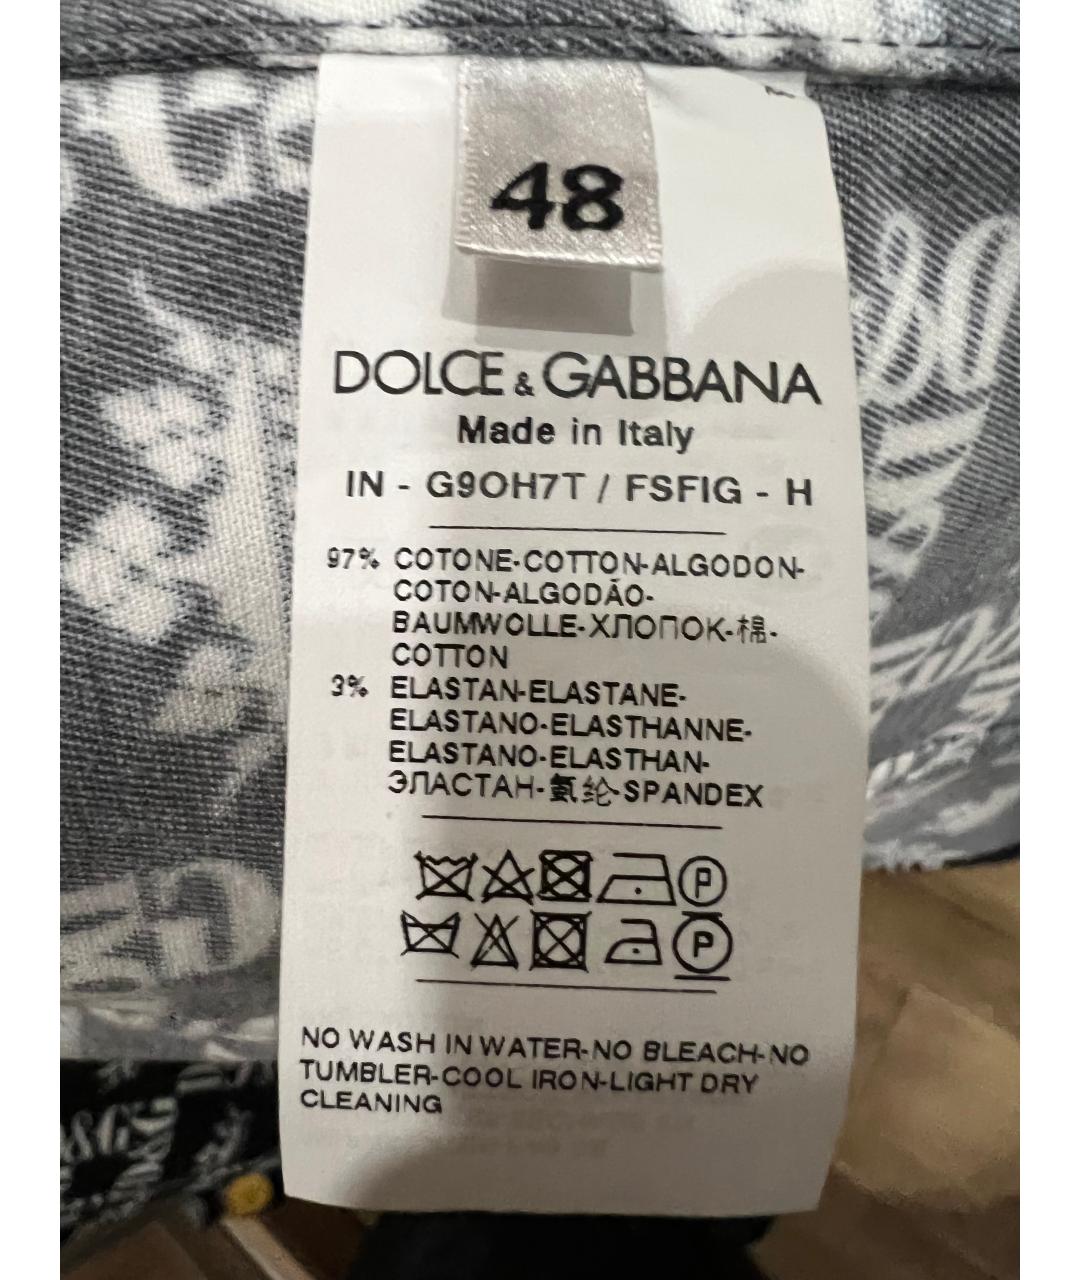 48
DOLCE & GABBANA
Made in Italy
IN - G9OH7T / FSFIG - H
97% COTONE-COTTON-ALGODON-
COTON-ALGODÃO-
BAUMWOLLE-ХЛОПОК-棉-
COTTON
3% ELASTAN-ELASTANE-
ELASTANO-ELASTHANNE-
ELASTANO-ELASTHAN-
ЭЛАСТАН-氨纶-SPANDEX
P
P
NO WASH IN WATER-NO BLEACH-NO
TUMBLER-COOL IRON-LIGHT DRY
CLEANING